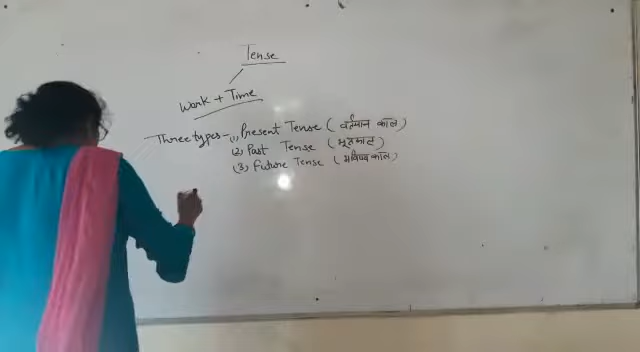 Tense
Work + Time
Three types - (1) Present Tense ( वर्तमान काल )
(2) Past Tense ( भूतकाल )
(3) Future Tense ( भविष्य काल )